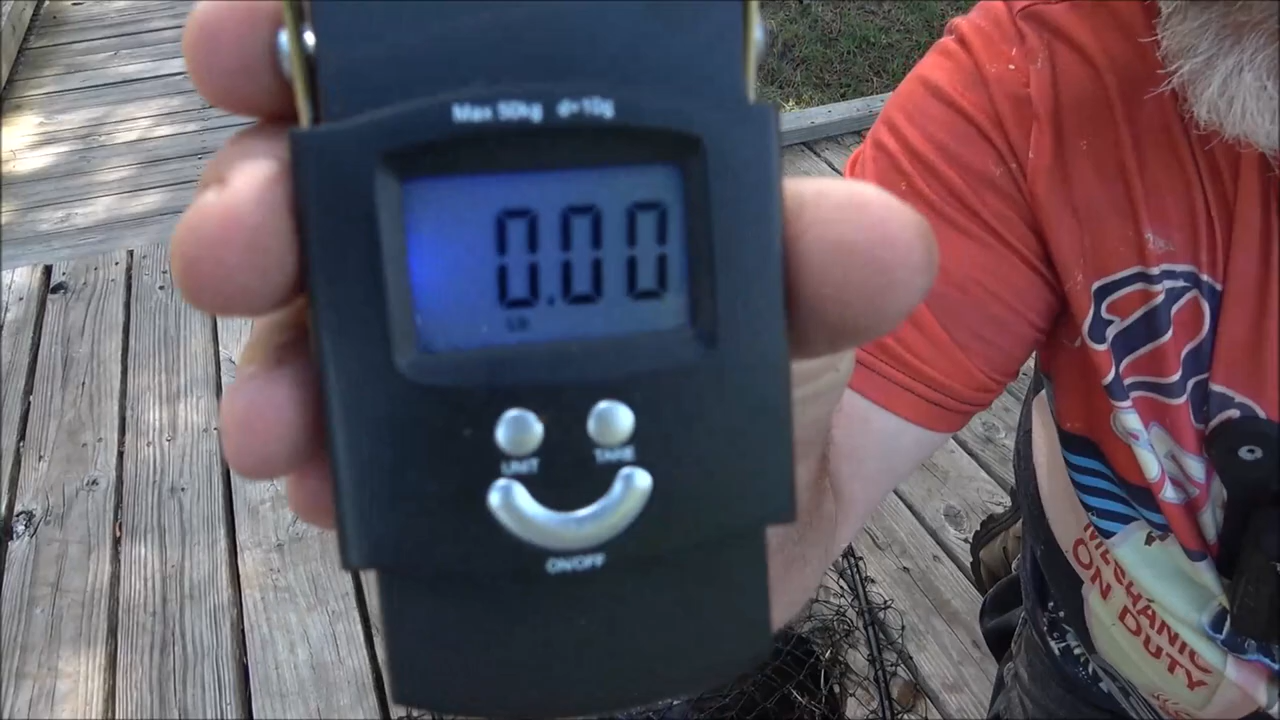 Max 50kg d=10g
0.00
Lb
UNIT TARE
ON/OFF
MECHANIC
ON DUTY